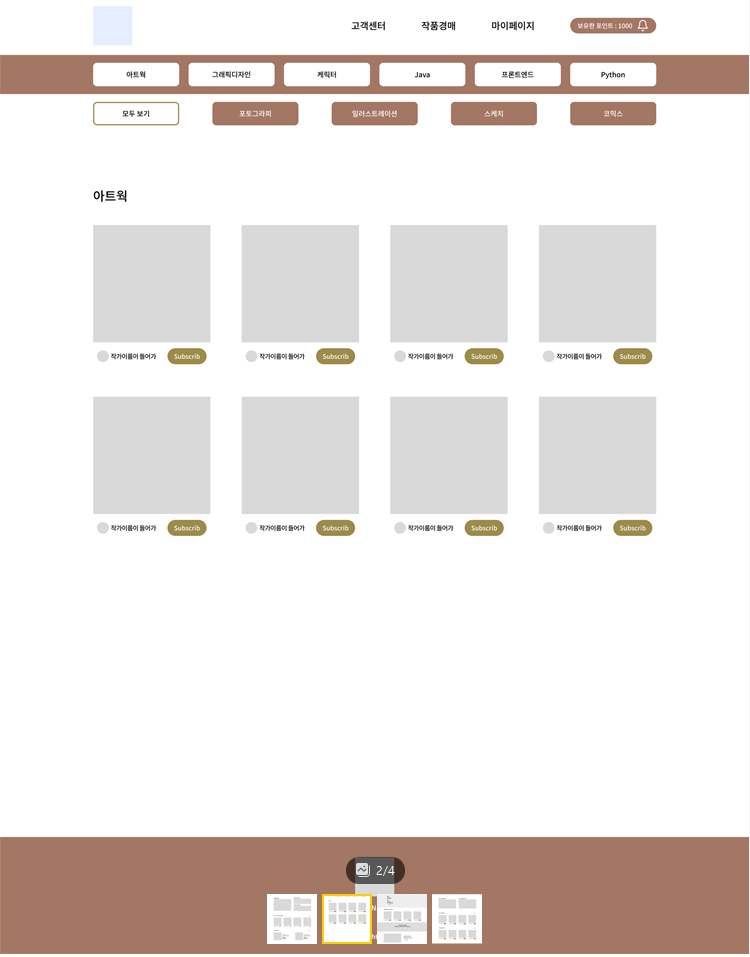 고객센터 작품경매 마이페이지 보유한 포인트 : 1000
아트웍 그래픽디자인 케릭터 Java 프론트엔드 Python
모두 보기 포토그라피 일러스트레이션 스케치 코믹스
아트웍
작가이름이 들어가 Subscrib 작가이름이 들어가 Subscrib 작가이름이 들어가 Subscrib 작가이름이 들어가 Subscrib
작가이름이 들어가 Subscrib 작가이름이 들어가 Subscrib 작가이름이 들어가 Subscrib 작가이름이 들어가 Subscrib
2/4